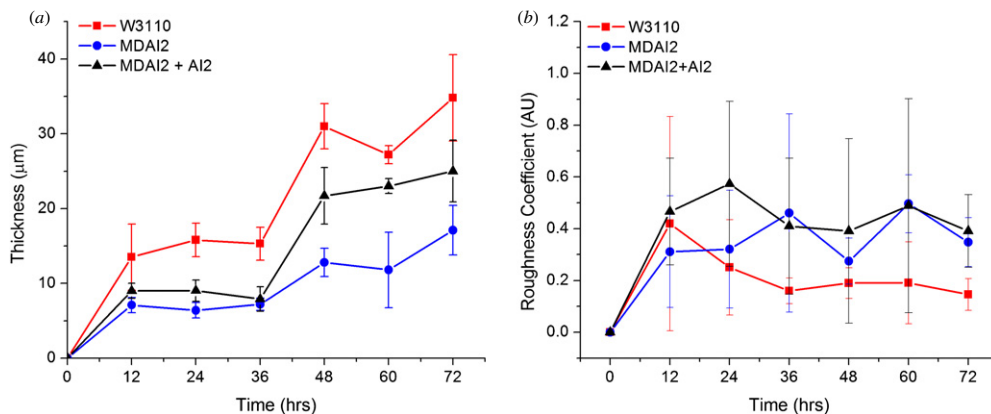 (a)
W3110
MDAI2
MDAI2 + AI2
Thickness (μm)
40
30
20
10
0
0 12 24 36 48 60 72
Time (hrs)
(b)
W3110
MDAI2
MDAI2+AI2
Roughness Coefficient (AU)
1.2
1.0
0.8
0.6
0.4
0.2
0.0
0 12 24 36 48 60 72
Time (hrs)